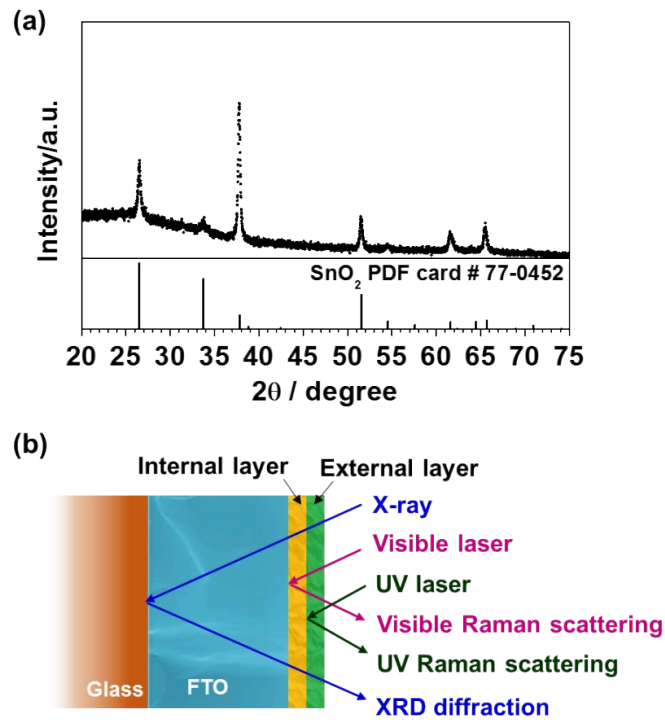 (a)
Intensity/a.u.
SnO₂ PDF card # 77-0452
20 25 30 35 40 45 50 55 60 65 70 75
2θ / degree
(b)
Internal layer External layer
X-ray
Visible laser
UV laser
Visible Raman scattering
UV Raman scattering
Glass FTO XRD diffraction